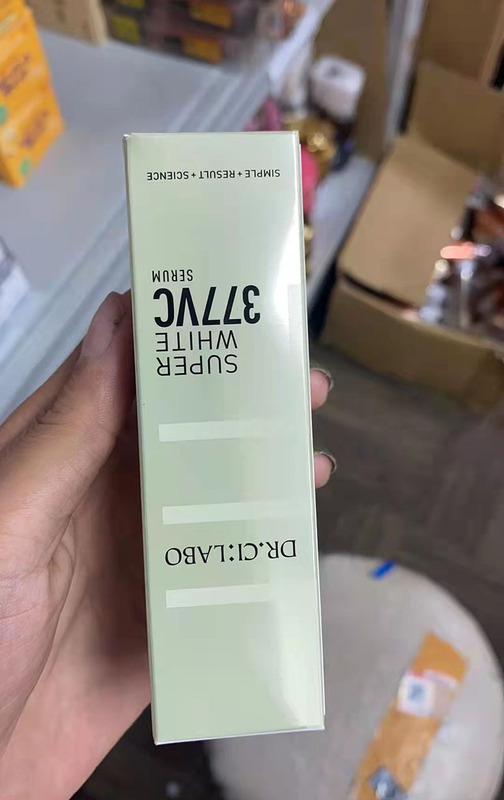 DR.CI:LABO
SUPER
WHITE
377VC
SERUM
SIMPLE + RESULT + SCIENCE